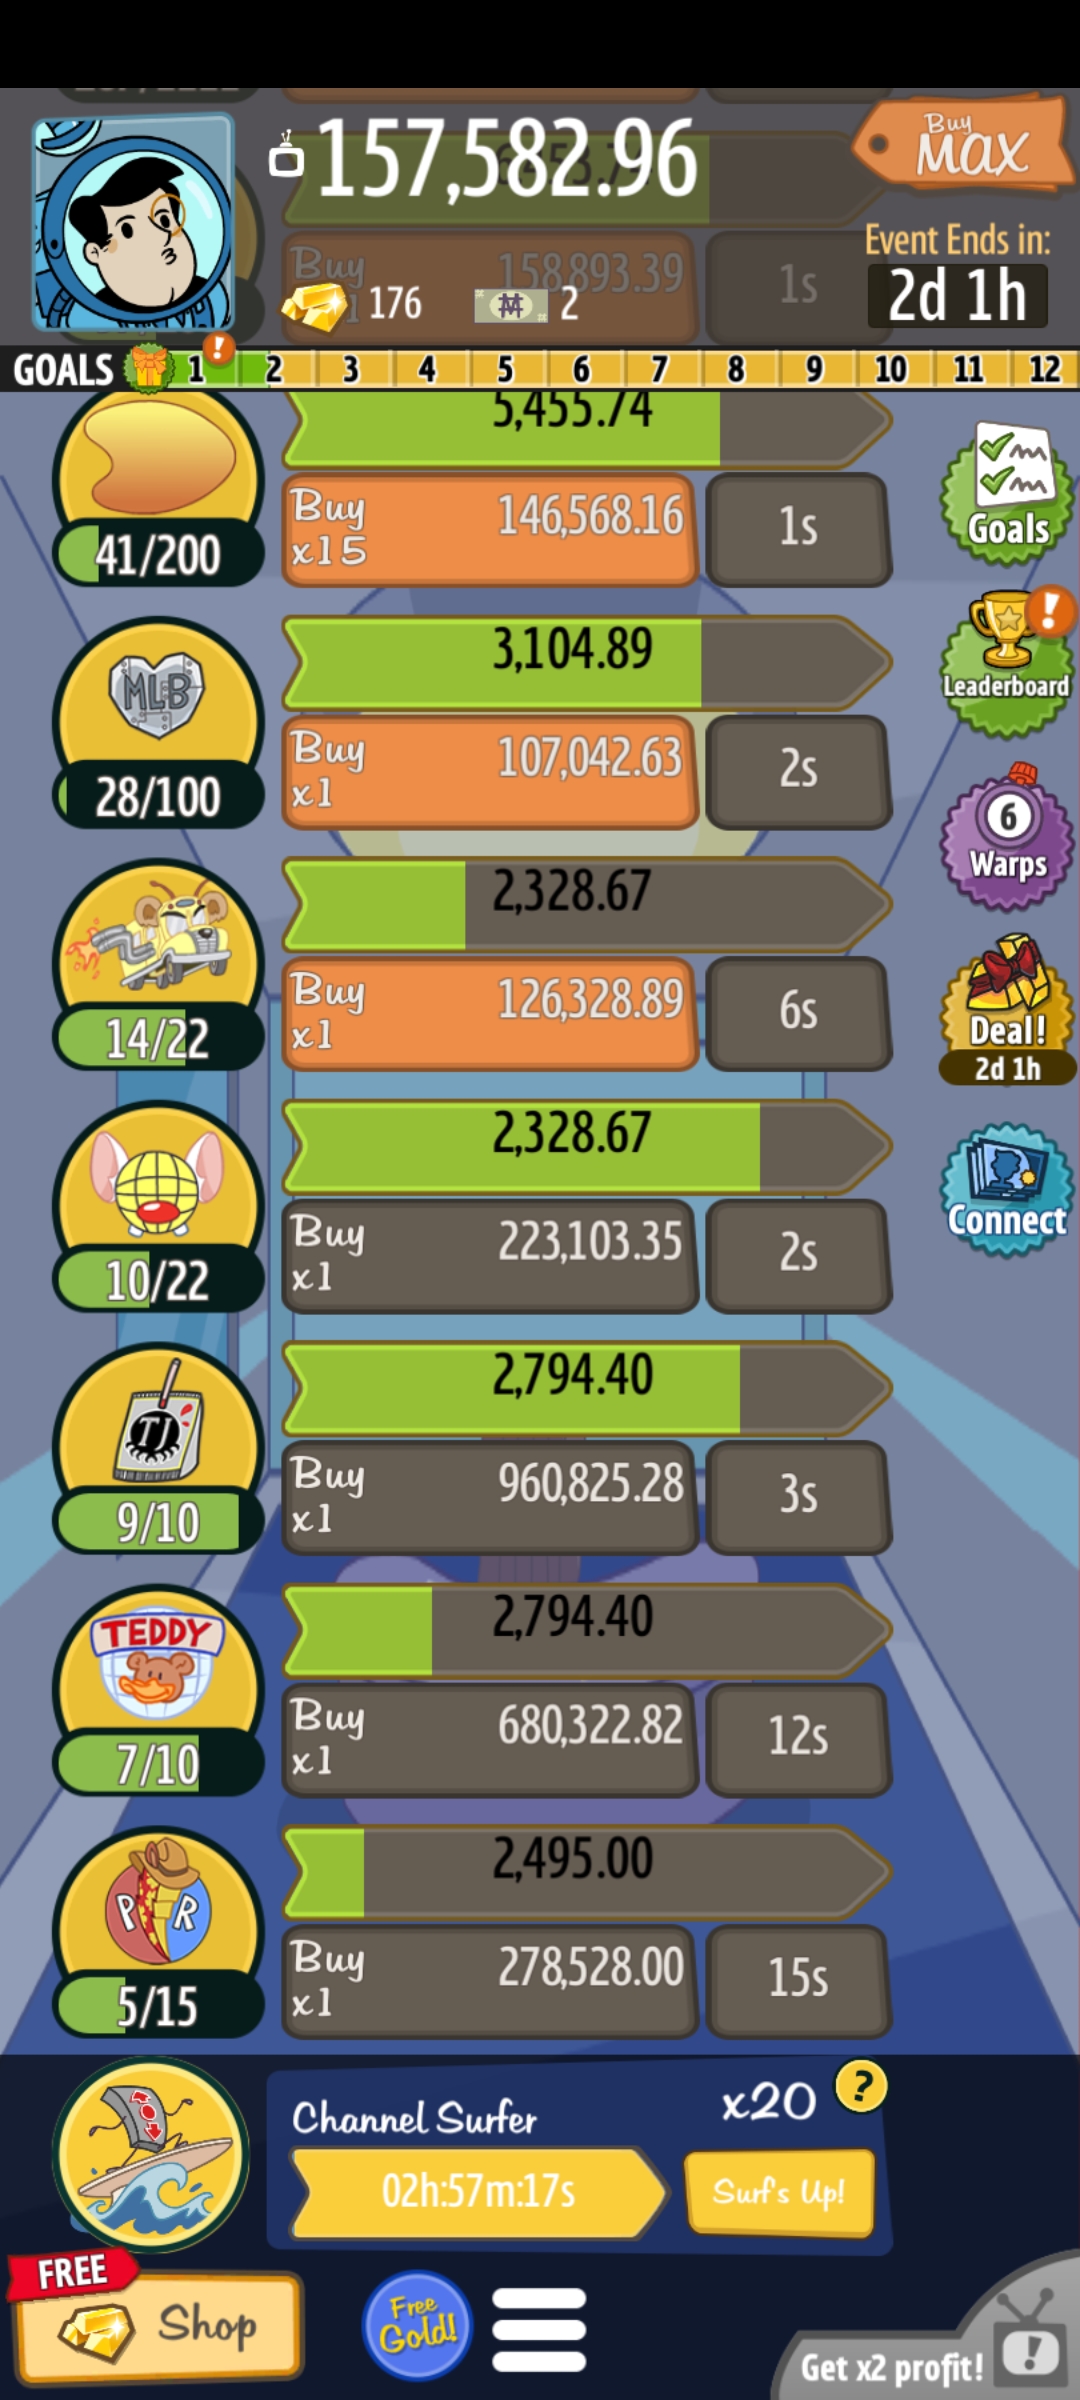 157,582.96
Buy
MAX
Event Ends in:
2d 1h
Buy
158,893.39
1s
176
2
GOALS 1 ! 2 3 4 5 6 7 8 9 10 11 12
5,455.74
41/200
Buy
x15
146,568.16
1s
Goals
3,104.89
MLB
28/100
Buy
x1
107,042.63
2s
!
Leaderboard
2,328.67
14/22
Buy
x1
126,328.89
6s
6
Warps
2,328.67
10/22
Buy
x1
223,103.35
2s
Deal!
2d 1h
Connect
2,794.40
TJ
9/10
Buy
x1
960,825.28
3s
2,794.40
TEDDY
7/10
Buy
x1
680,322.82
12s
2,495.00
P R
5/15
Buy
x1
278,528.00
15s
Channel Surfer
x20
?
02h:57m:17s
Surf's Up!
FREE
Shop
Free
Gold!
Get x2 profit!
!